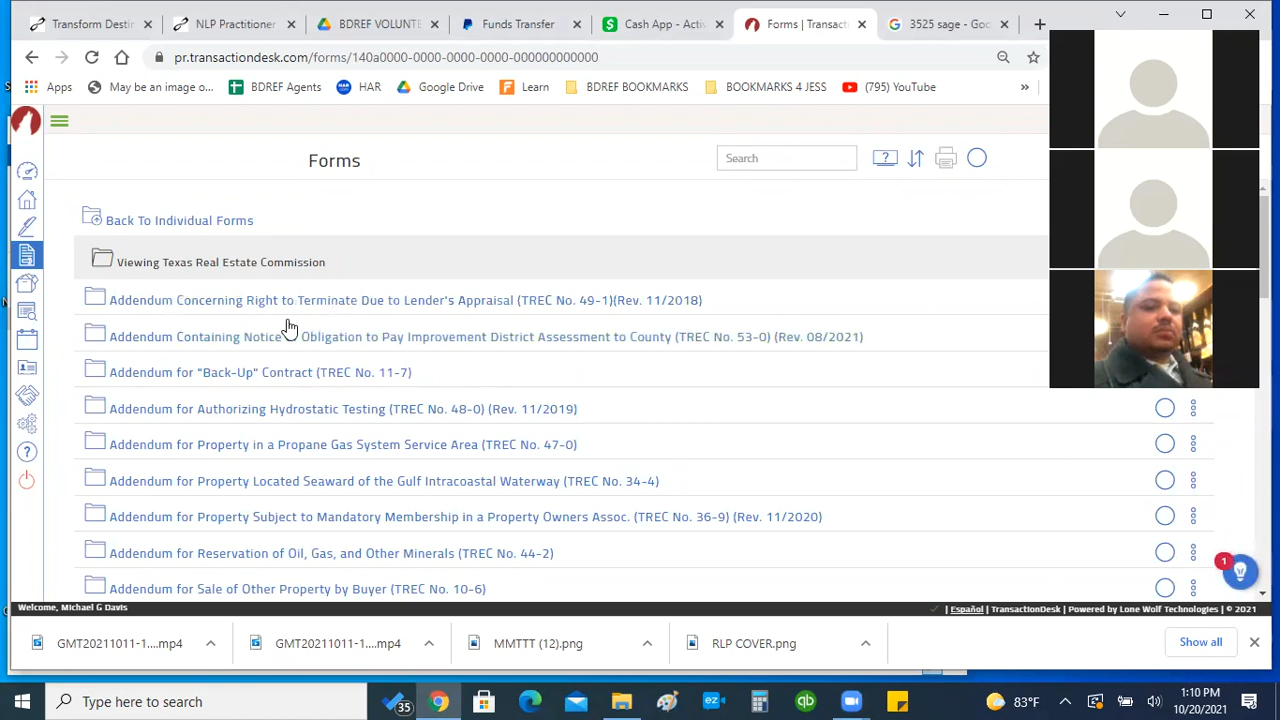 Transform Destin
NLP Practitioner
BDREF VOLUNTE
Funds Transfer
Cash App - Activ
Forms | Transact
3525 sage - Goo
pr.transactiondesk.com/forms/140a0000-0000-0000-0000-000000000000
Apps
May be an image o...
BDREF Agents
HAR
Google Drive
Learn
BDREF BOOKMARKS
BOOKMARKS 4 JESS
(795) YouTube
»
Forms
Search
Back To Individual Forms
Viewing Texas Real Estate Commission
Addendum Concerning Right to Terminate Due to Lender's Appraisal (TREC No. 49-1)(Rev. 11/2018)
Addendum Containing Notice Obligation to Pay Improvement District Assessment to County (TREC No. 53-0) (Rev. 08/2021)
Addendum for "Back-Up" Contract (TREC No. 11-7)
Addendum for Authorizing Hydrostatic Testing (TREC No. 48-0) (Rev. 11/2019)
Addendum for Property in a Propane Gas System Service Area (TREC No. 47-0)
Addendum for Property Located Seaward of the Gulf Intracoastal Waterway (TREC No. 34-4)
Addendum for Property Subject to Mandatory Membership in a Property Owners Assoc. (TREC No. 36-9) (Rev. 11/2020)
Addendum for Reservation of Oil, Gas, and Other Minerals (TREC No. 44-2)
Addendum for Sale of Other Property by Buyer (TREC No. 10-6)
1
Welcome, Michael G Davis
| Español | TransactionDesk | Powered by Lone Wolf Technologies | © 2021
GMT20211011-1....mp4
GMT20211011-1....mp4
MMTTT (12).png
RLP COVER.png
Show all
Type here to search
35
ez
qb
83°F
1:10 PM
10/20/2021